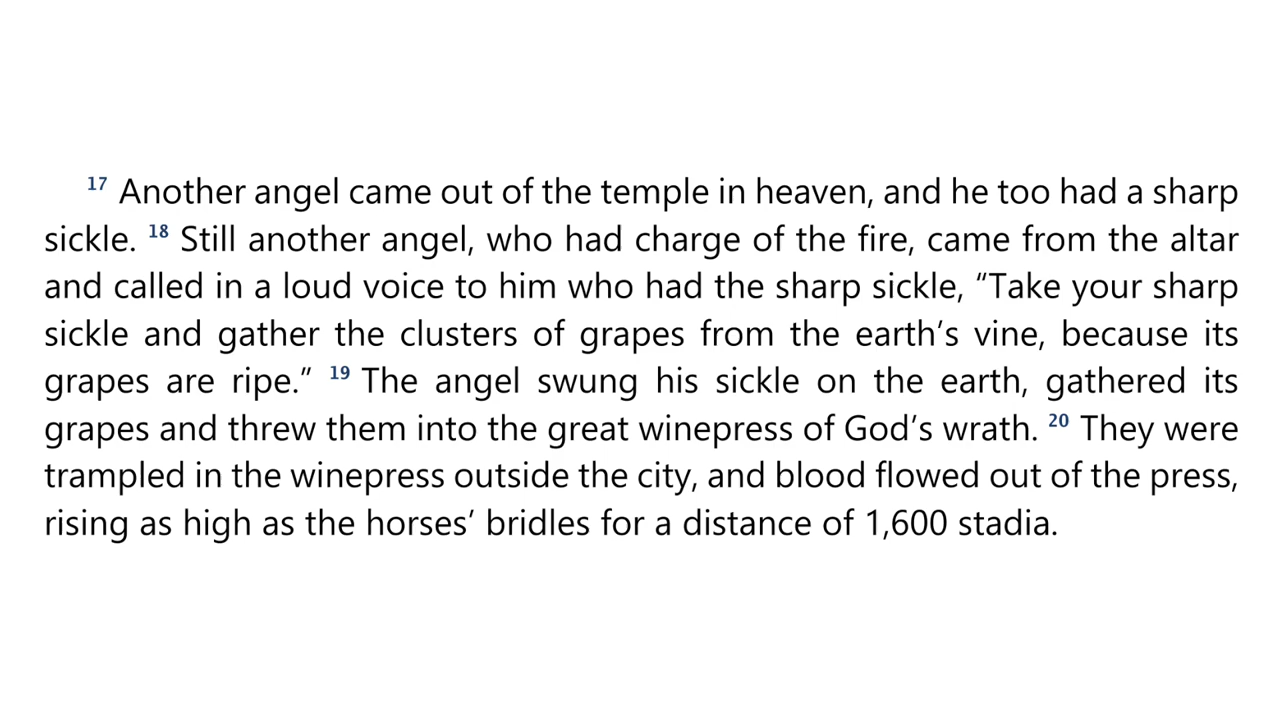 17 Another angel came out of the temple in heaven, and he too had a sharp
sickle. 18 Still another angel, who had charge of the fire, came from the altar
and called in a loud voice to him who had the sharp sickle, “Take your sharp
sickle and gather the clusters of grapes from the earth’s vine, because its
grapes are ripe.” 19 The angel swung his sickle on the earth, gathered its
grapes and threw them into the great winepress of God’s wrath. 20 They were
trampled in the winepress outside the city, and blood flowed out of the press,
rising as high as the horses’ bridles for a distance of 1,600 stadia.